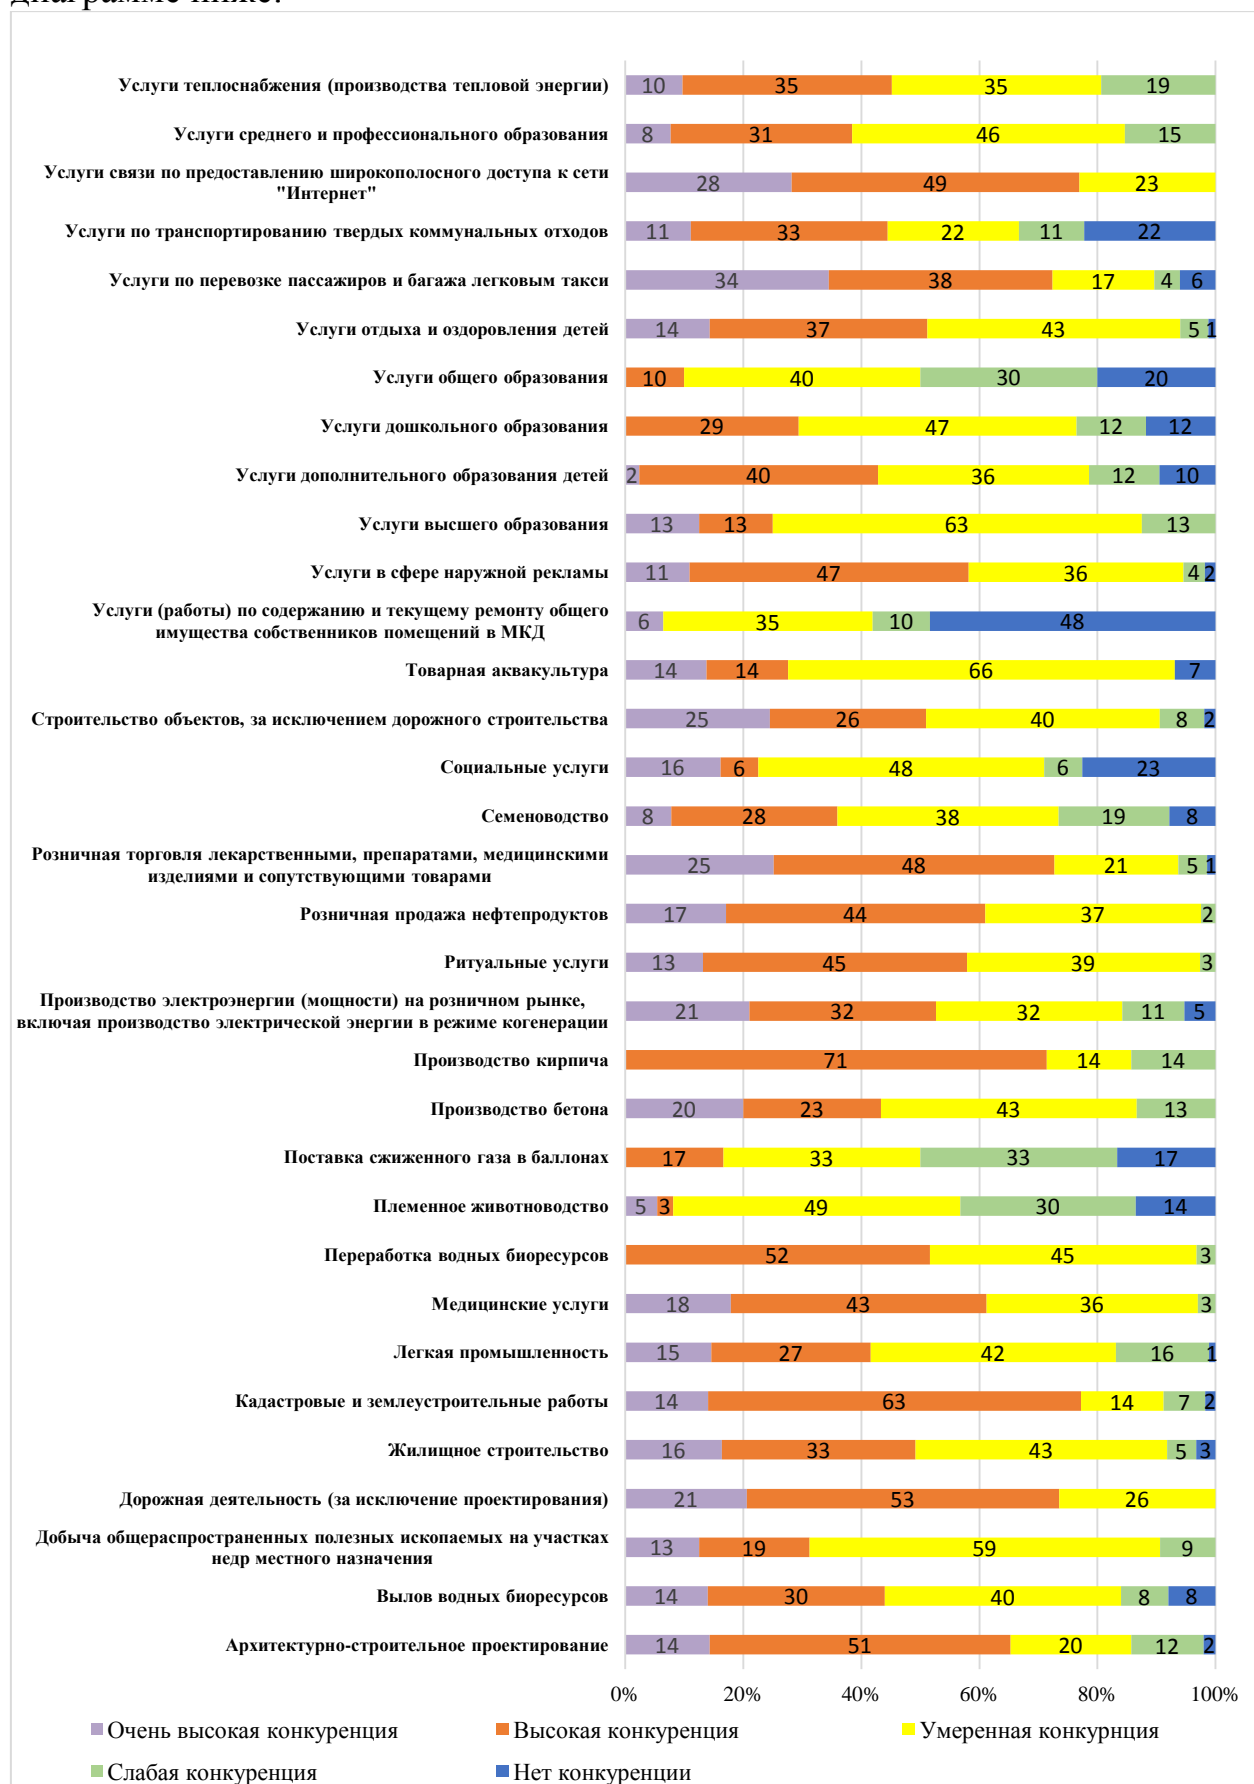 диаграмме ниже:
Услуги теплоснабжения (производства тепловой энергии) 10 35 35 19
Услуги среднего и профессионального образования 8 31 46 15
Услуги связи по предоставлению широкополосного доступа к сети
"Интернет" 28 49 23
Услуги по транспортированию твердых коммунальных отходов 11 33 22 11 22
Услуги по перевозке пассажиров и багажа легковым такси 34 38 17 4 6
Услуги отдыха и оздоровления детей 14 37 43 5 1
Услуги общего образования 10 40 30 20
Услуги дошкольного образования 29 47 12 12
Услуги дополнительного образования детей 2 40 36 12 10
Услуги высшего образования 13 13 63 13
Услуги в сфере наружной рекламы 11 47 36 4 2
Услуги (работы) по содержанию и текущему ремонту общего
имущества собственников помещений в МКД 6 35 10 48
Товарная аквакультура 14 14 66 7
Строительство объектов, за исключением дорожного строительства 25 26 40 8 2
Социальные услуги 16 6 48 6 23
Семеноводство 8 28 38 19 8
Розничная торговля лекарственными, препаратами, медицинскими
изделиями и сопутствующими товарами 25 48 21 5 1
Розничная продажа нефтепродуктов 17 44 37 2
Ритуальные услуги 13 45 39 3
Производство электроэнергии (мощности) на розничном рынке,
включая производство электрической энергии в режиме когенерации 21 32 32 11 5
Производство кирпича 71 14 14
Производство бетона 20 23 43 13
Поставка сжиженного газа в баллонах 17 33 33 17
Племенное животноводство 5 3 49 30 14
Переработка водных биоресурсов 52 45 3
Медицинские услуги 18 43 36 3
Легкая промышленность 15 27 42 16 1
Кадастровые и землеустроительные работы 14 63 14 7 2
Жилищное строительство 16 33 43 5 3
Дорожная деятельность (за исключение проектирования) 21 53 26
Добыча общераспространенных полезных ископаемых на участках
недр местного назначения 13 19 59 9
Вылов водных биоресурсов 14 30 40 8 8
Архитектурно-строительное проектирование 14 51 20 12 2
0% 20% 40% 60% 80% 100%
Очень высокая конкуренция Высокая конкуренция Умеренная конкурнция
Слабая конкуренция Нет конкуренции